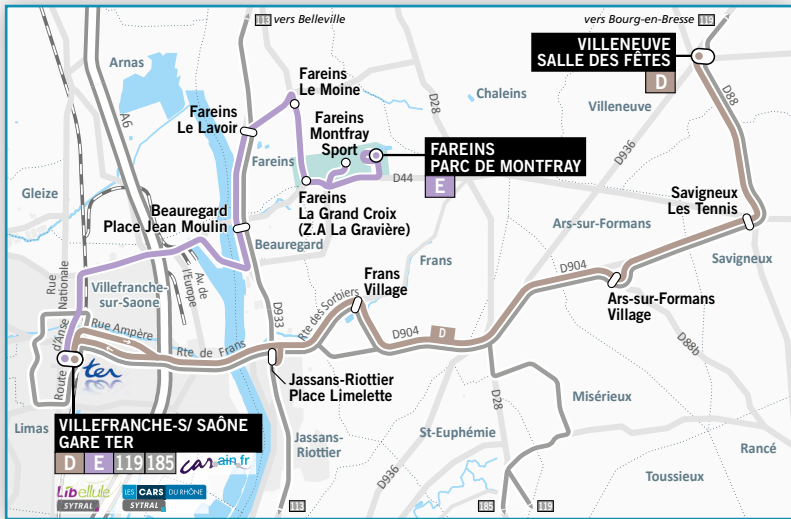 113 vers Belleville
vers Bourg-en-Bresse 119
VILLENEUVE
SALLE DES FÊTES
D
Arnas
A6
Fareins
Le Moine
D28
Chaleins
Villeneuve
D88
D936
Fareins
Le Lavoir
Fareins
Montfray
Sport
FAREINS
PARC DE MONTFRAY
E
Fareins
D44
Gleize
Fareins
La Grand Croix
(Z.A La Gravière)
Savigneux
Les Tennis
Beauregard
Place Jean Moulin
Beauregard
Ars-sur-Formans
Savigneux
Rue
Nationale
Villefranche-
sur-Saone
Av. de
l'Europe
Frans
Village
Frans
D904
Ars-sur-Formans
Village
D933
Rte des Sorbiers
D904
D
Rue Ampère
Rte de Frans
Route
d'Anse
ter
D88b
Jassans-Riottier
Place Limelette
D28
Misérieux
VILLEFRANCHE-S/ SAÔNE
GARE TER
D E 119 185 car.ain.fr
Limas
Jassans-
Riottier
St-Euphémie
D936
Rancé
Toussieux
Libellule
SYTRAL
LES CARS DU RHÔNE
SYTRAL
113
185
119